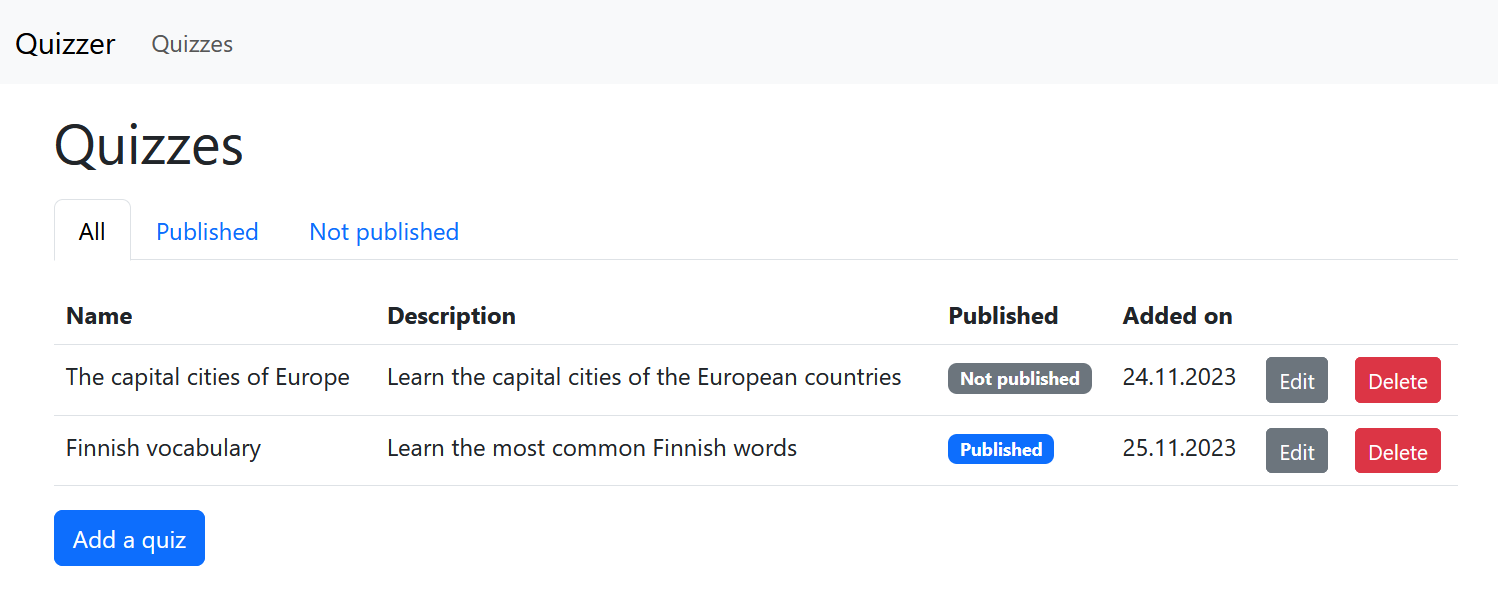 Quizzer Quizzes
Quizzes
All Published Not published
Name Description Published Added on
The capital cities of Europe Learn the capital cities of the European countries Not published 24.11.2023 Edit Delete
Finnish vocabulary Learn the most common Finnish words Published 25.11.2023 Edit Delete
Add a quiz